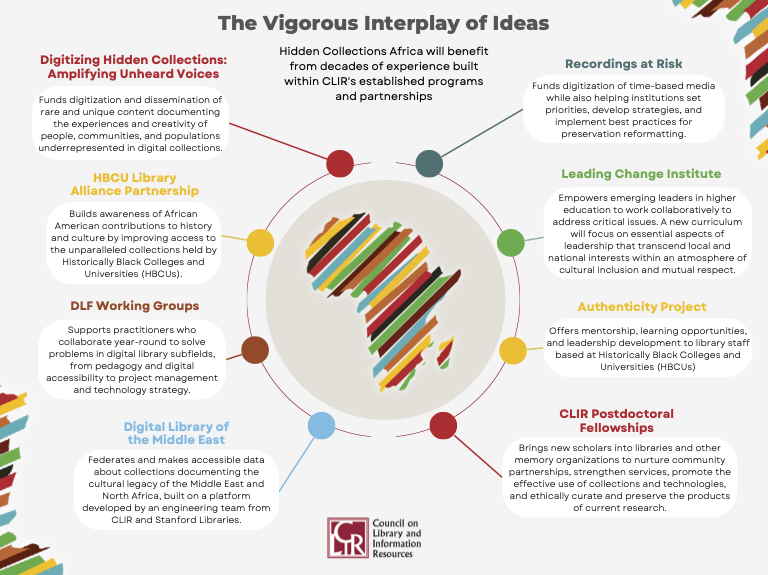 The Vigorous Interplay of Ideas
Hidden Collections Africa will benefit
from decades of experience built
within CLIR's established programs
and partnerships
Digitizing Hidden Collections:
Amplifying Unheard Voices
Funds digitization and dissemination of
rare and unique content documenting
the experiences and creativity of
people, communities, and populations
underrepresented in digital collections.
HBCU Library
Alliance Partnership
Builds awareness of African
American contributions to history
and culture by improving access to
the unparalleled collections held by
Historically Black Colleges and
Universities (HBCUs).
DLF Working Groups
Supports practitioners who
collaborate year-round to solve
problems in digital library subfields,
from pedagogy and digital
accessibility to project management
and technology strategy.
Digital Library of
the Middle East
Federates and makes accessible data
about collections documenting the
cultural legacy of the Middle East and
North Africa, built on a platform
developed by an engineering team from
CLIR and Stanford Libraries.
Recordings at Risk
Funds digitization of time-based media
while also helping institutions set
priorities, develop strategies, and
implement best practices for
preservation reformatting.
Leading Change Institute
Empowers emerging leaders in higher
education to work collaboratively to
address critical issues. A new curriculum
will focus on essential aspects of
leadership that transcend local and
national interests within an atmosphere of
cultural inclusion and mutual respect.
Authenticity Project
Offers mentorship, learning opportunities,
and leadership development to library staff
based at Historically Black Colleges and
Universities (HBCUs)
CLIR Postdoctoral
Fellowships
Brings new scholars into libraries and other
memory organizations to nurture community
partnerships, strengthen services, promote the
effective use of collections and technologies,
and ethically curate and preserve the products
of current research.
CLIR
Council on
Library and
Information
Resources